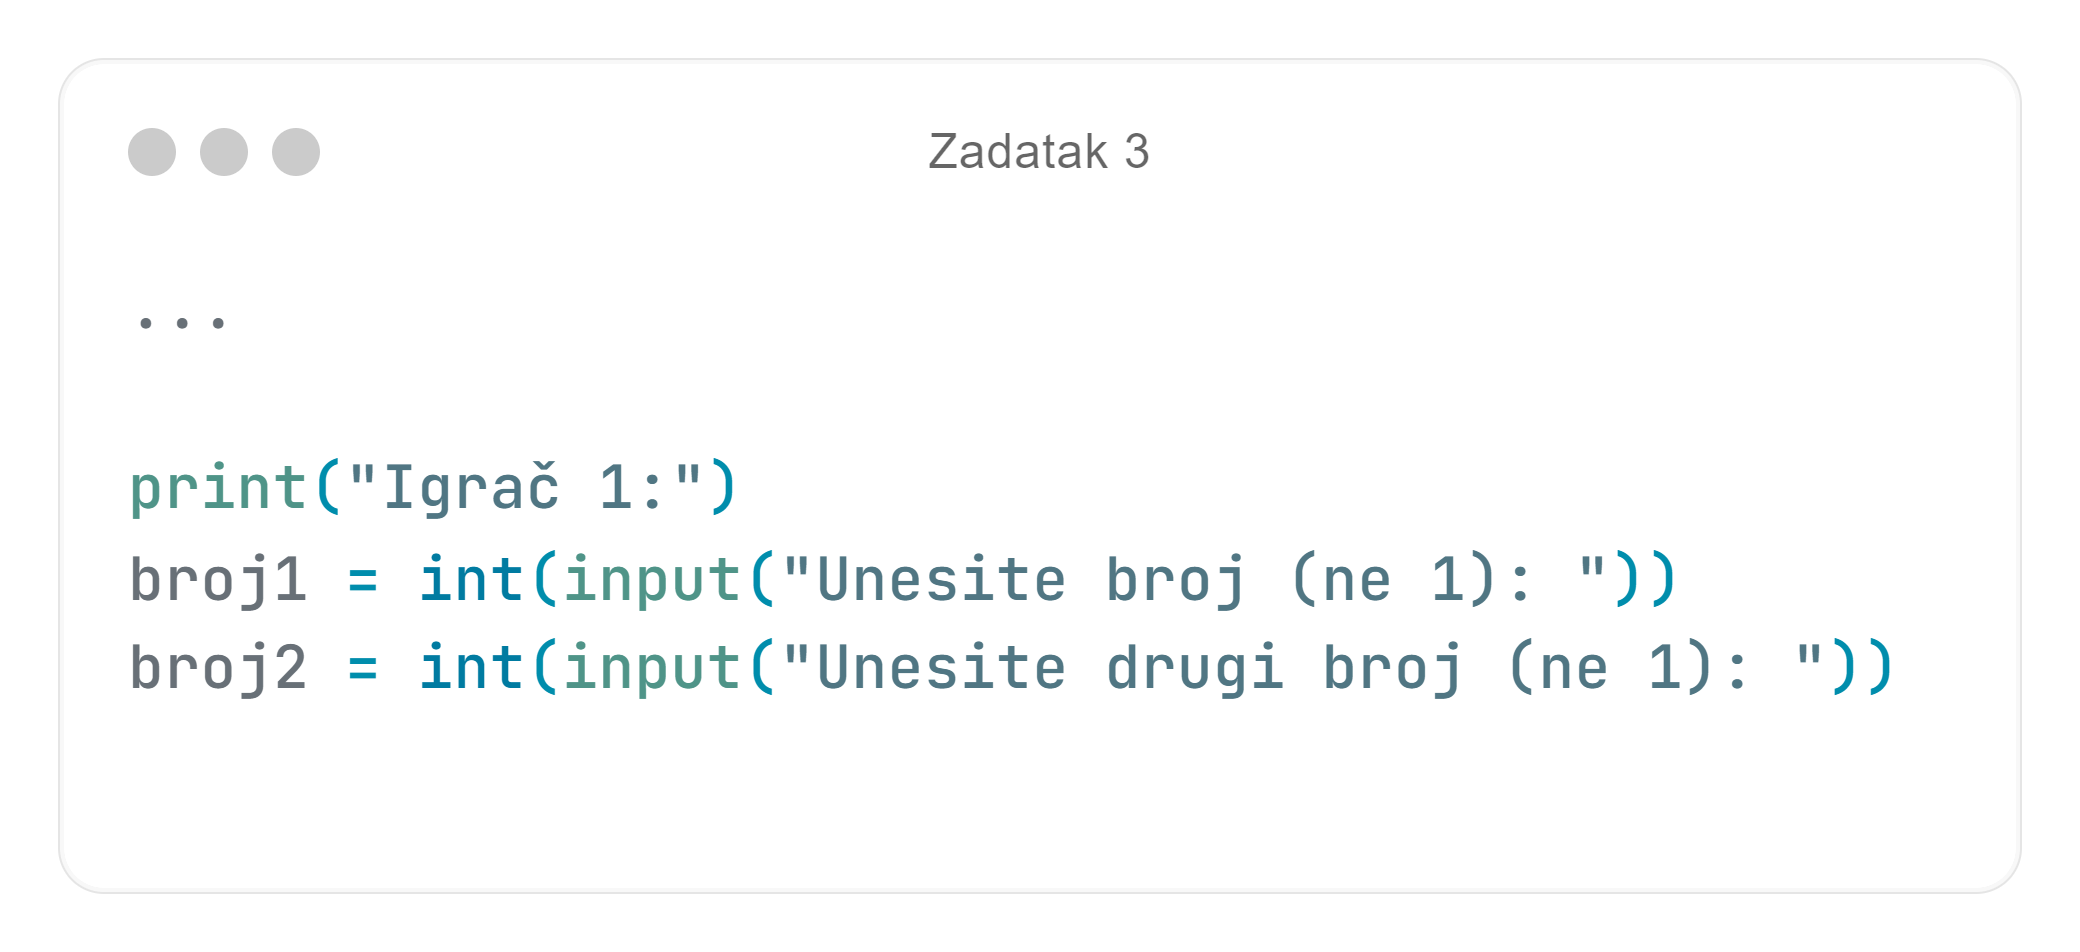 Zadatak 3
...
print("Igrač 1:")
broj1 = int(input("Unesite broj (ne 1): "))
broj2 = int(input("Unesite drugi broj (ne 1): "))